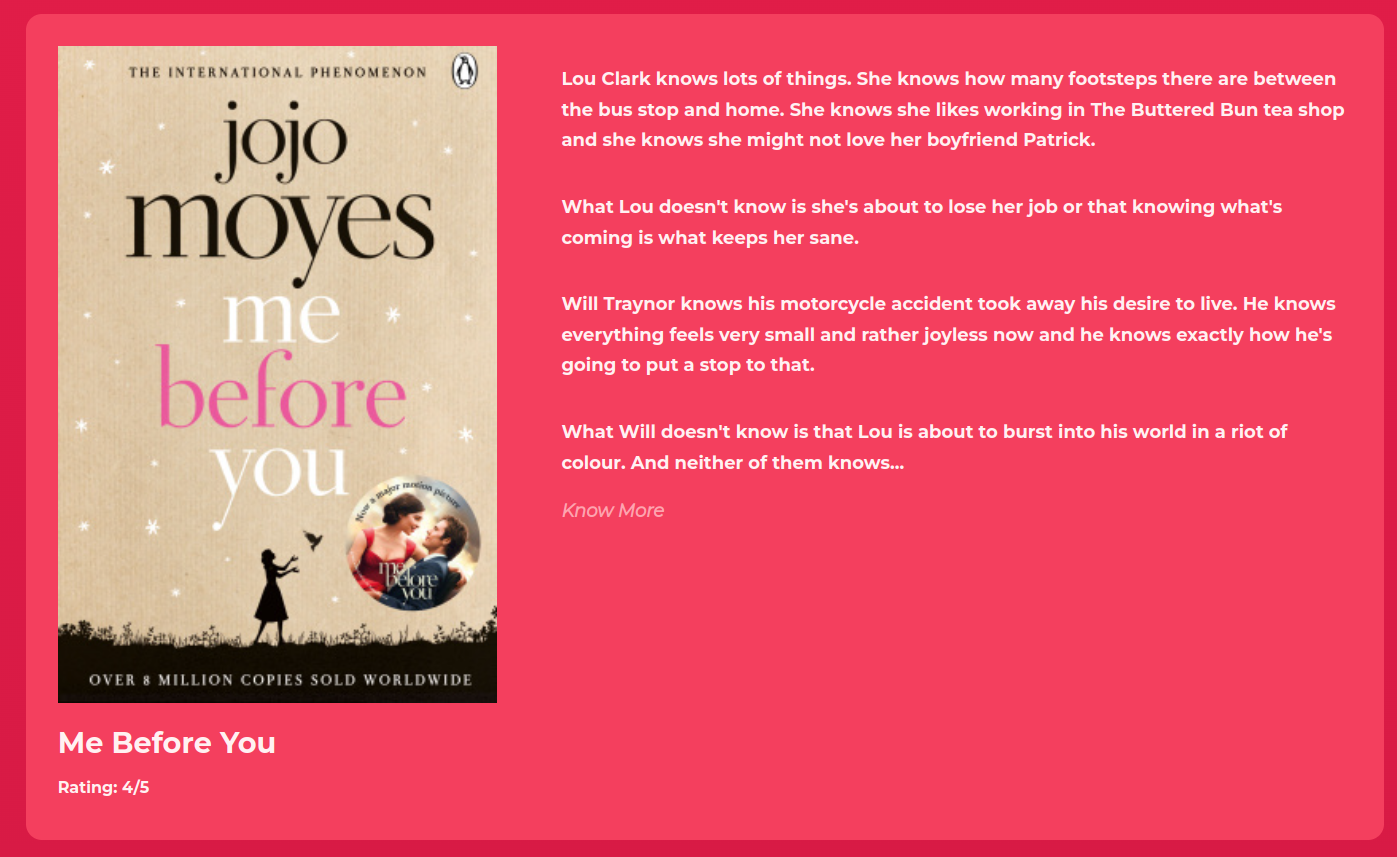 THE INTERNATIONAL PHENOMENON
jojo
moyes
me
before
you
Now a major motion picture
me
before
you
OVER 8 MILLION COPIES SOLD WORLDWIDE
Me Before You
Rating: 4/5
Lou Clark knows lots of things. She knows how many footsteps there are between
the bus stop and home. She knows she likes working in The Buttered Bun tea shop
and she knows she might not love her boyfriend Patrick.
What Lou doesn't know is she's about to lose her job or that knowing what's
coming is what keeps her sane.
Will Traynor knows his motorcycle accident took away his desire to live. He knows
everything feels very small and rather joyless now and he knows exactly how he's
going to put a stop to that.
What Will doesn't know is that Lou is about to burst into his world in a riot of
colour. And neither of them knows...
Know More